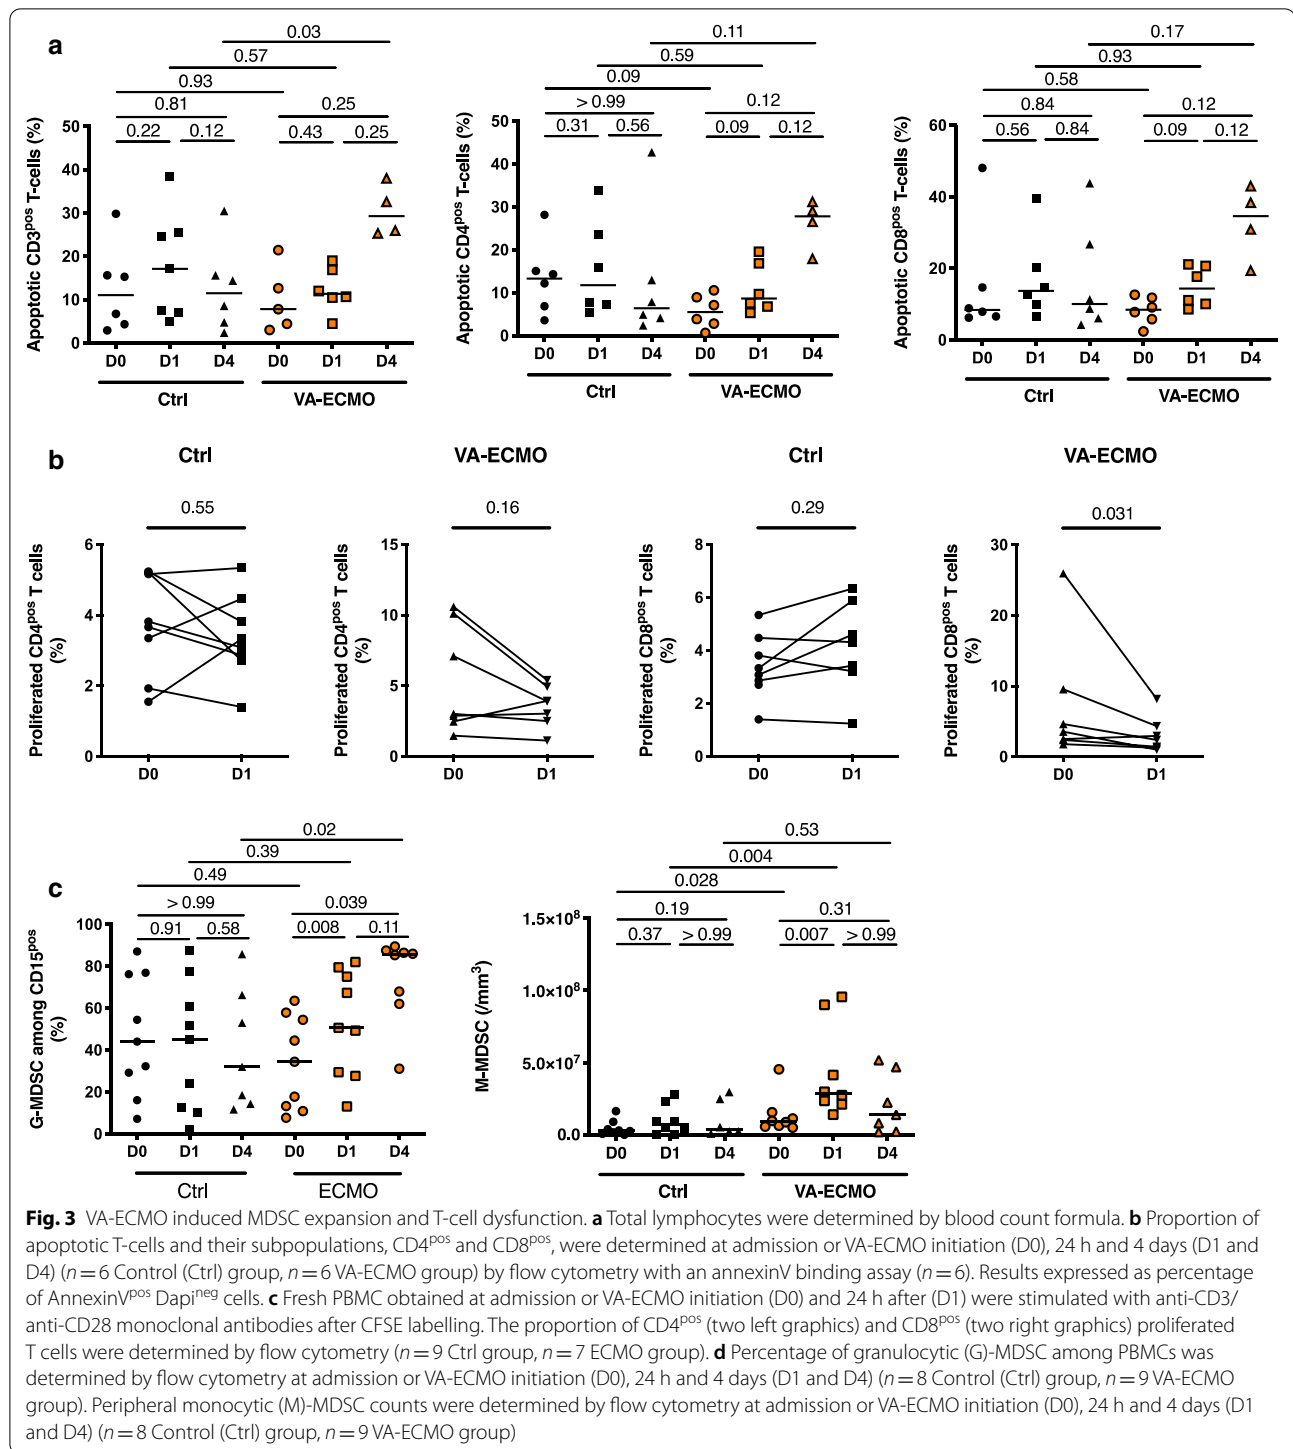 a
0.03
0.57
0.93
0.81
0.25
0.22
0.12
0.43
0.25
Apoptotic CD3pos T-cells (%)
50
40
30
20
10
0
D0 D1 D4 D0 D1 D4
Ctrl VA-ECMO
0.11
0.59
0.09
> 0.99
0.12
0.31
0.56
0.09
0.12
Apoptotic CD4pos T-cells (%)
50
40
30
20
10
0
D0 D1 D4 D0 D1 D4
Ctrl VA-ECMO
0.17
0.93
0.58
0.84
0.12
0.56
0.84
0.09
0.12
Apoptotic CD8pos T-cells (%)
60
40
20
0
D0 D1 D4 D0 D1 D4
Ctrl VA-ECMO
b
Ctrl
0.55
Proliferated CD4pos T cells
(%)
6
4
2
0
D0 D1
VA-ECMO
0.16
Proliferated CD4pos T cells
(%)
15
10
5
0
D0 D1
Ctrl
0.29
Proliferated CD8pos T cells
(%)
8
6
4
2
0
D0 D1
VA-ECMO
0.031
Proliferated CD8pos T cells
(%)
30
20
10
0
D0 D1
c
0.02
0.39
0.49
> 0.99
0.039
0.91
0.58
0.008
0.11
G-MDSC among CD15pos
(%)
100
80
60
40
20
0
D0 D1 D4 D0 D1 D4
Ctrl ECMO
0.53
0.004
0.028
0.19
0.31
0.37
> 0.99
0.007
> 0.99
M-MDSC (/mm3)
1.5×10⁸
1.0×10⁸
5.0×10⁷
0.0
D0 D1 D4 D0 D1 D4
Ctrl VA-ECMO
Fig. 3 VA-ECMO induced MDSC expansion and T-cell dysfunction. a Total lymphocytes were determined by blood count formula. b Proportion of
apoptotic T-cells and their subpopulations, CD4pos and CD8pos, were determined at admission or VA-ECMO initiation (D0), 24 h and 4 days (D1 and
D4) (n = 6 Control (Ctrl) group, n = 6 VA-ECMO group) by flow cytometry with an annexinV binding assay (n = 6). Results expressed as percentage
of AnnexinVpos Dapineg cells. c Fresh PBMC obtained at admission or VA-ECMO initiation (D0) and 24 h after (D1) were stimulated with anti-CD3/
anti-CD28 monoclonal antibodies after CFSE labelling. The proportion of CD4pos (two left graphics) and CD8pos (two right graphics) proliferated
T cells were determined by flow cytometry (n = 9 Ctrl group, n = 7 ECMO group). d Percentage of granulocytic (G)-MDSC among PBMCs was
determined by flow cytometry at admission or VA-ECMO initiation (D0), 24 h and 4 days (D1 and D4) (n = 8 Control (Ctrl) group, n = 9 VA-ECMO
group). Peripheral monocytic (M)-MDSC counts were determined by flow cytometry at admission or VA-ECMO initiation (D0), 24 h and 4 days (D1
and D4) (n = 8 Control (Ctrl) group, n = 9 VA-ECMO group)